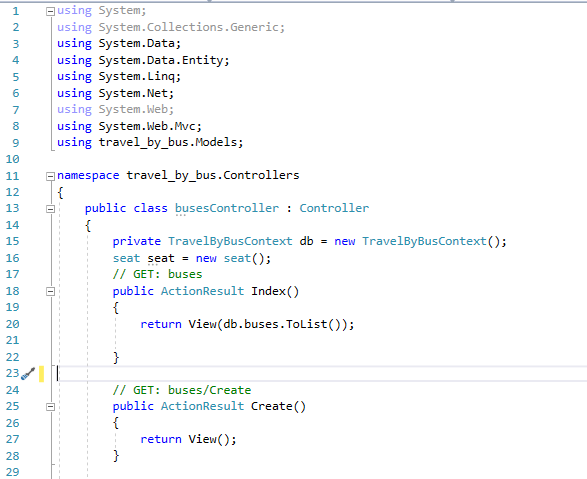 1 using System;
2 using System.Collections.Generic;
3 using System.Data;
4 using System.Data.Entity;
5 using System.Linq;
6 using System.Net;
7 using System.Web;
8 using System.Web.Mvc;
9 using travel_by_bus.Models;
10
11 namespace travel_by_bus.Controllers
12 {
13 public class busesController : Controller
14 {
15 private TravelByBusContext db = new TravelByBusContext();
16 seat seat = new seat();
17 // GET: buses
18 public ActionResult Index()
19 {
20 return View(db.buses.ToList());
21
22 }
23
24 // GET: buses/Create
25 public ActionResult Create()
26 {
27 return View();
28 }
29